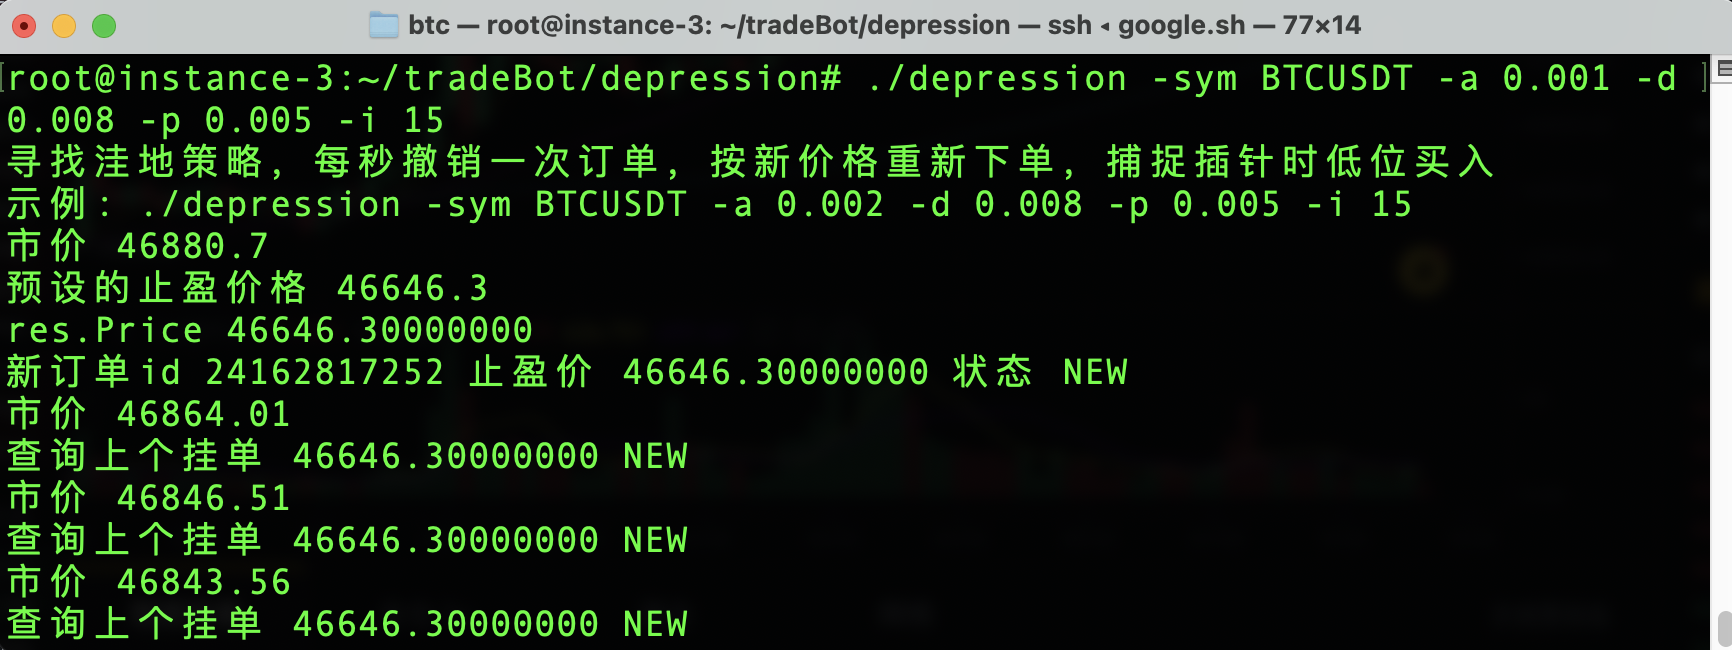 btc — root@instance-3: ~/tradeBot/depression — ssh ◂ google.sh — 77×14
[root@instance-3:~/tradeBot/depression# ./depression -sym BTCUSDT -a 0.001 -d ]
0.008 -p 0.005 -i 15
寻找洼地策略，每秒撤销一次订单，按新价格重新下单，捕捉插针时低位买入
示例：./depression -sym BTCUSDT -a 0.002 -d 0.008 -p 0.005 -i 15
市价 46880.7
预设的止盈价格 46646.3
res.Price 46646.30000000
新订单id 24162817252 止盈价 46646.30000000 状态 NEW
市价 46864.01
查询上个挂单 46646.30000000 NEW
市价 46846.51
查询上个挂单 46646.30000000 NEW
市价 46843.56
查询上个挂单 46646.30000000 NEW